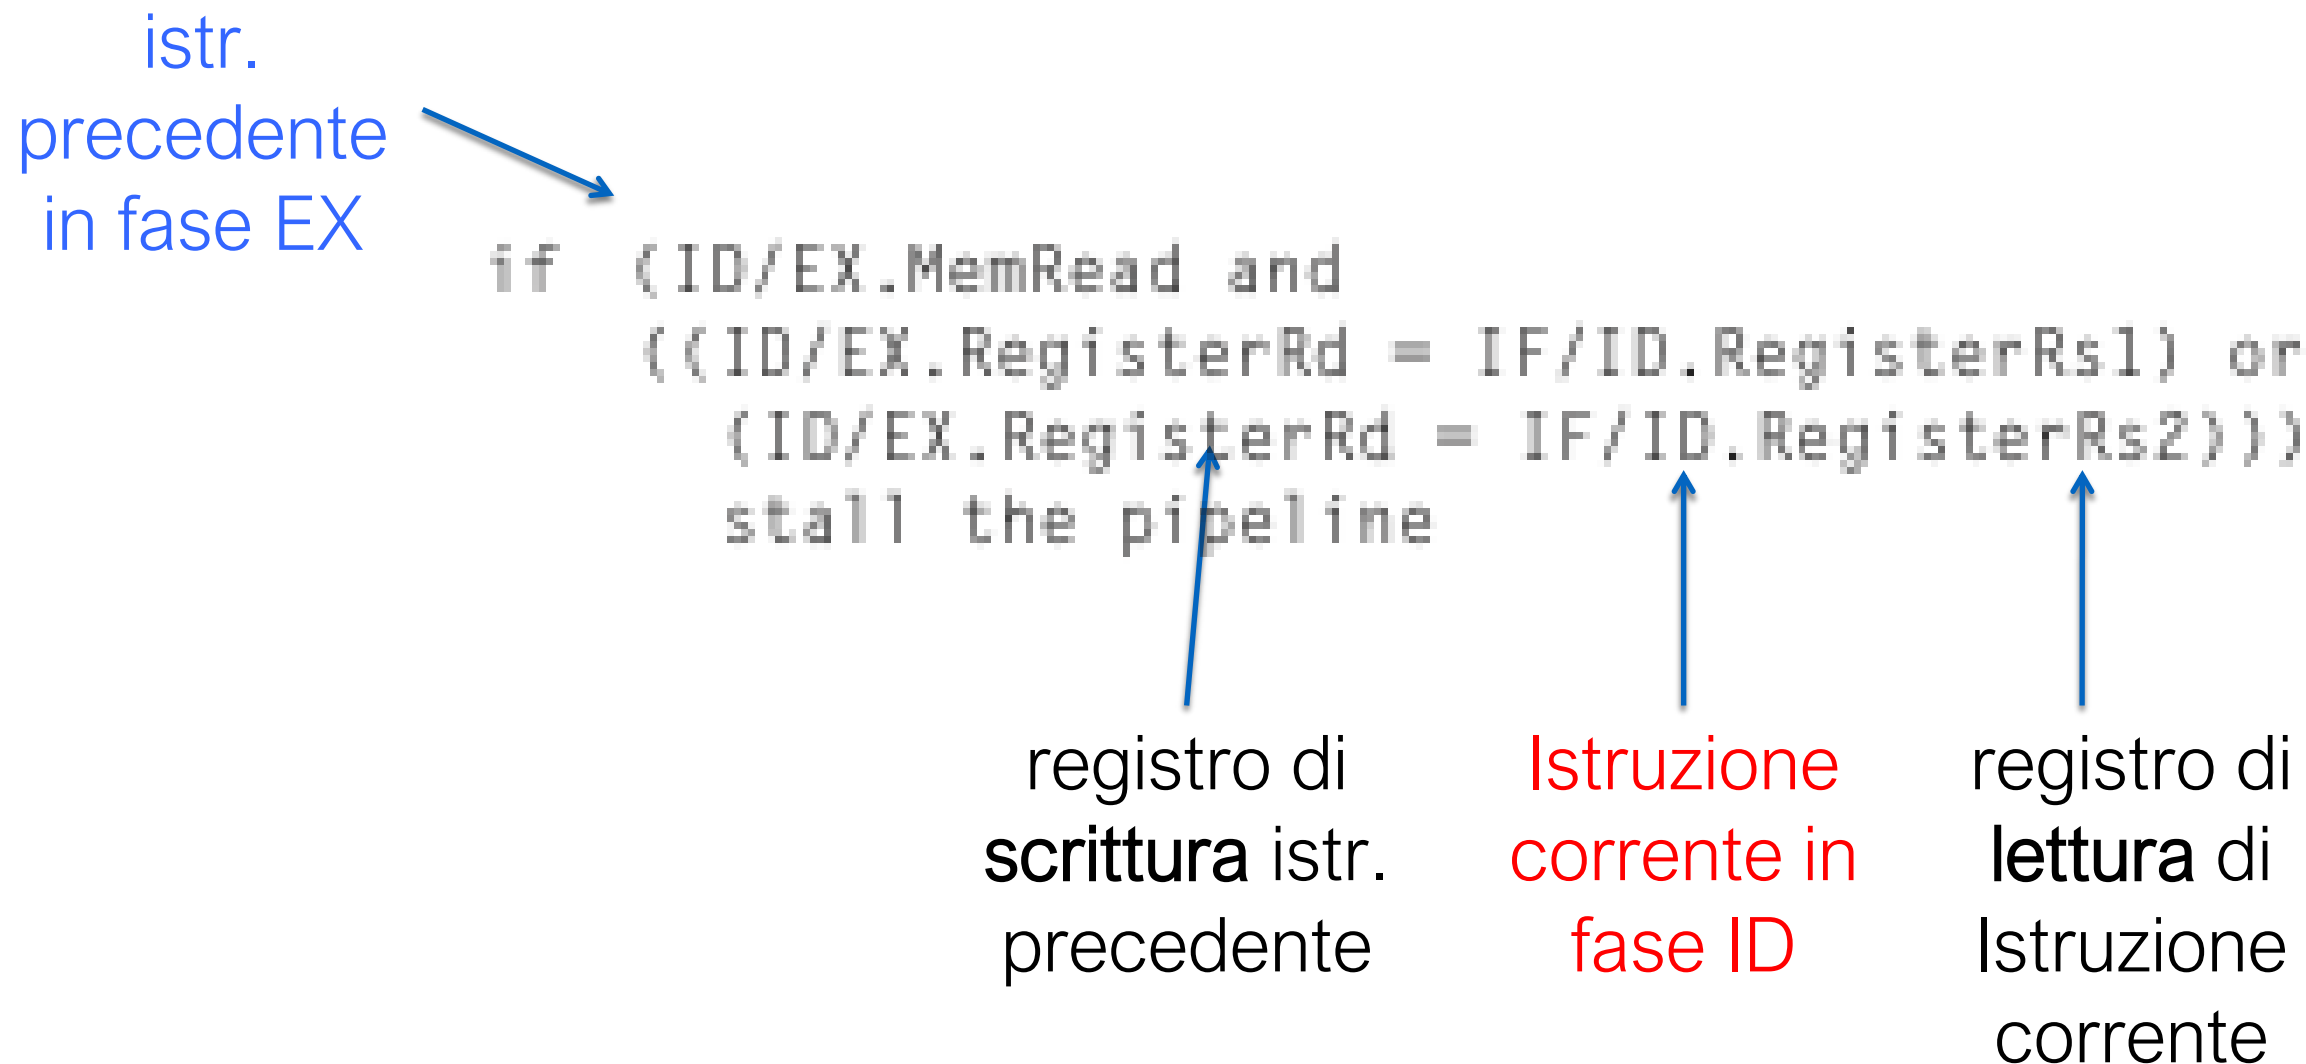 istr.
precedente
in fase EX
if (ID/EX.MemRead and
((ID/EX.RegisterRd = IF/ID.RegisterRs1) or
(ID/EX.RegisterRd = IF/ID.RegisterRs2)))
stall the pipeline
registro di
scrittura istr.
precedente
Istruzione
corrente in
fase ID
registro di
lettura di
Istruzione
corrente